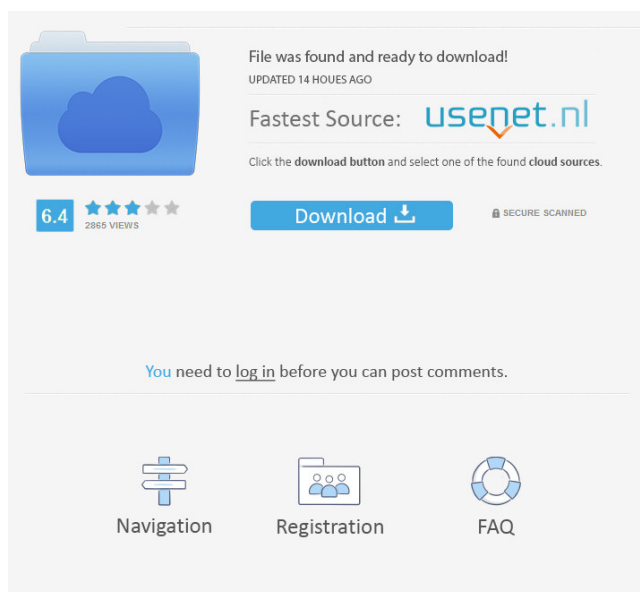 File was found and ready to download!
UPDATED 14 HOUES AGO
Fastest Source: usenet.nl
Click the download button and select one of the found cloud sources.
6.4
2865 VIEWS
Download
SECURE SCANNED
You need to log in before you can post comments.
Navigation
Registration
FAQ